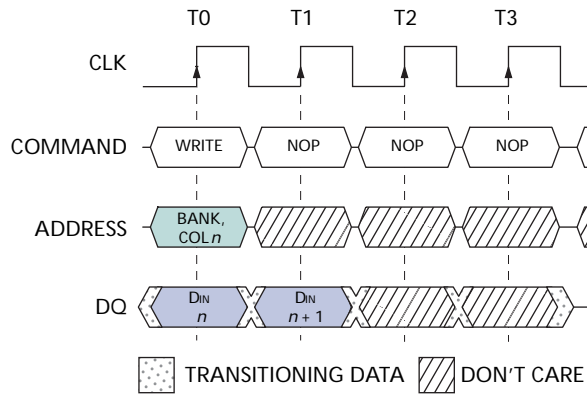 T0 T1 T2 T3
CLK
COMMAND WRITE NOP NOP NOP
ADDRESS BANK,
COL n
DQ DIN DIN
n n + 1
TRANSITIONING DATA DON'T CARE